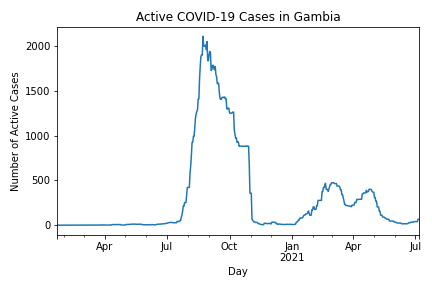 Active COVID-19 Cases in Gambia
Number of Active Cases
2000
1500
1000
500
0
Apr
Jul
Oct
Jan
2021
Apr
Jul
Day